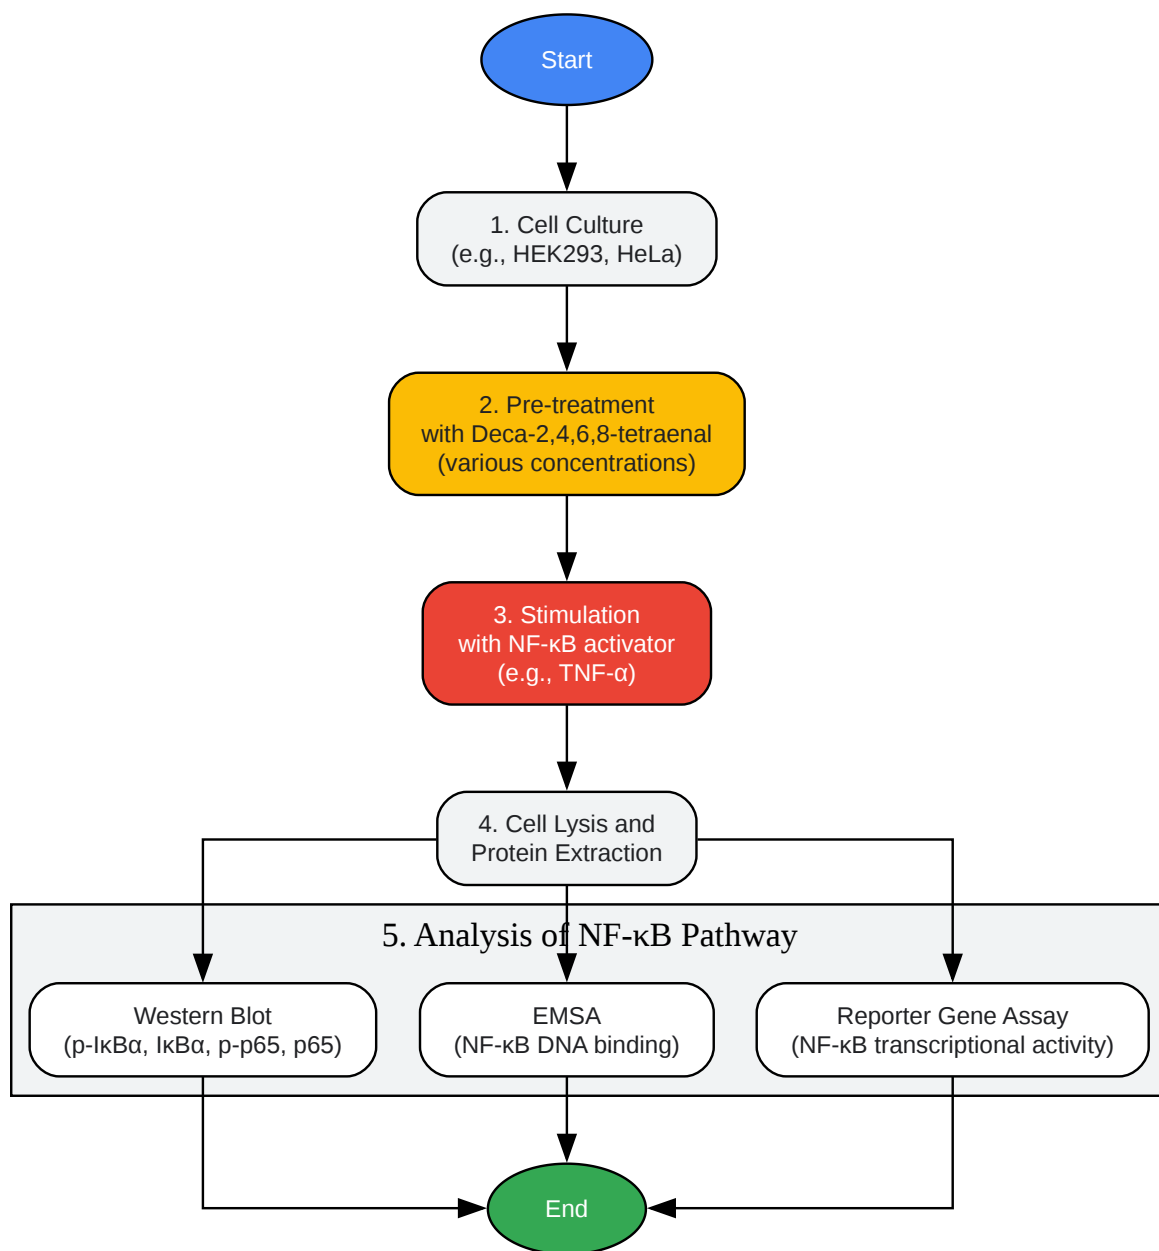 Start
1. Cell Culture
(e.g., HEK293, HeLa)
2. Pre-treatment
with Deca-2,4,6,8-tetraenal
(various concentrations)
3. Stimulation
with NF-κB activator
(e.g., TNF-α)
4. Cell Lysis and
Protein Extraction
5. Analysis of NF-κB Pathway
Western Blot
(p-IκBα, IκBα, p-p65, p65)
EMSA
(NF-κB DNA binding)
Reporter Gene Assay
(NF-κB transcriptional activity)
End